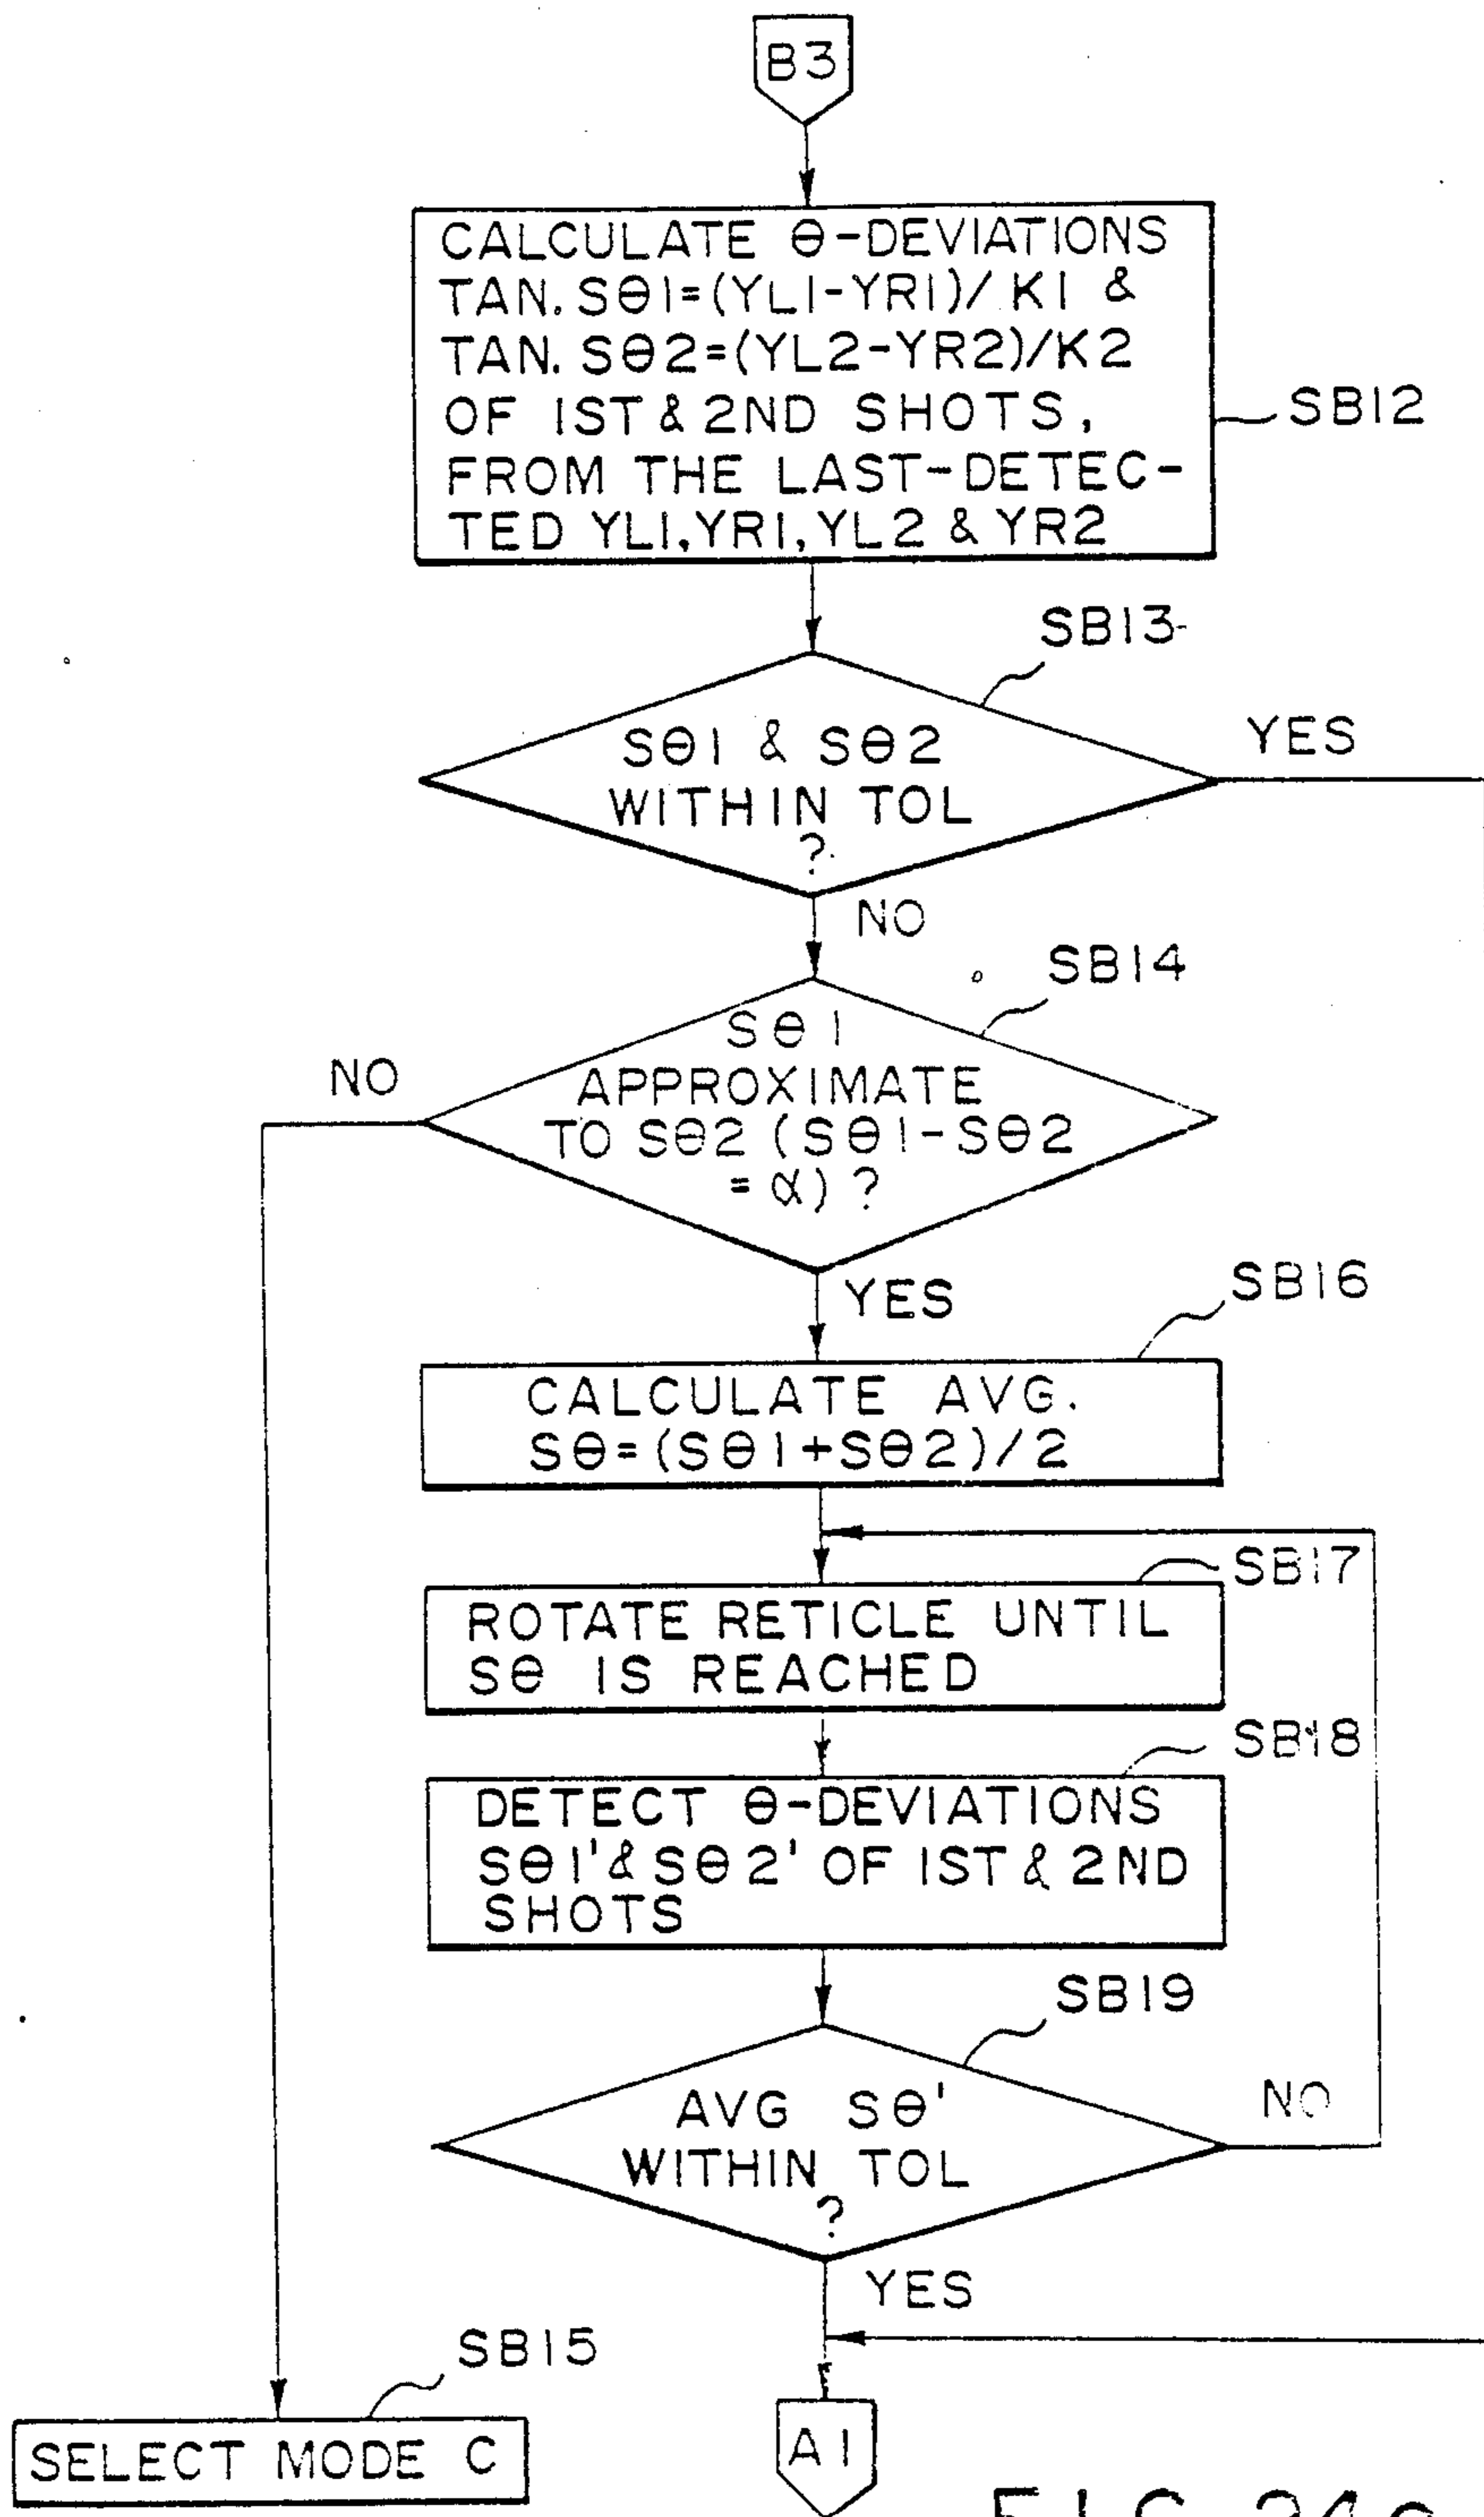 B3
CALCULATE θ-DEVIATIONS
TAN. Sθ1=(YL1-YR1)/K1 &
TAN. Sθ2=(YL2-YR2)/K2
OF 1ST & 2ND SHOTS,
FROM THE LAST-DETEC-
TED YL1, YR1, YL2 & YR2
SB12
SB13
Sθ1 & Sθ2
WITHIN TOL
?
YES
NO
SB14
Sθ1
APPROXIMATE
TO Sθ2 (Sθ1-Sθ2
=α) ?
NO
YES
SB16
CALCULATE AVG.
Sθ=(Sθ1+Sθ2)/2
SB17
ROTATE RETICLE UNTIL
Sθ IS REACHED
SB18
DETECT θ-DEVIATIONS
Sθ1' & Sθ2' OF 1ST & 2ND
SHOTS
SB19
AVG Sθ'
WITHIN TOL
?
NO
YES
SB15
SELECT MODE C
A1